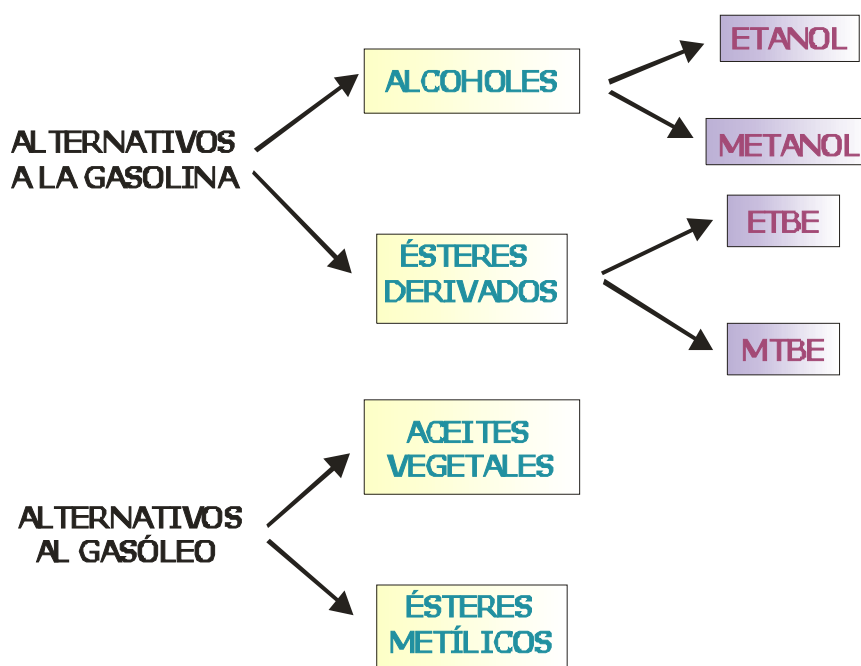 ALTERNATIVOS
A LA GASOLINA
ALCOHOLES
ETANOL
METANOL
ÉSTERES
DERIVADOS
ETBE
MTBE
ALTERNATIVOS
AL GASÓLEO
ACEITES
VEGETALES
ÉSTERES
METÍLICOS